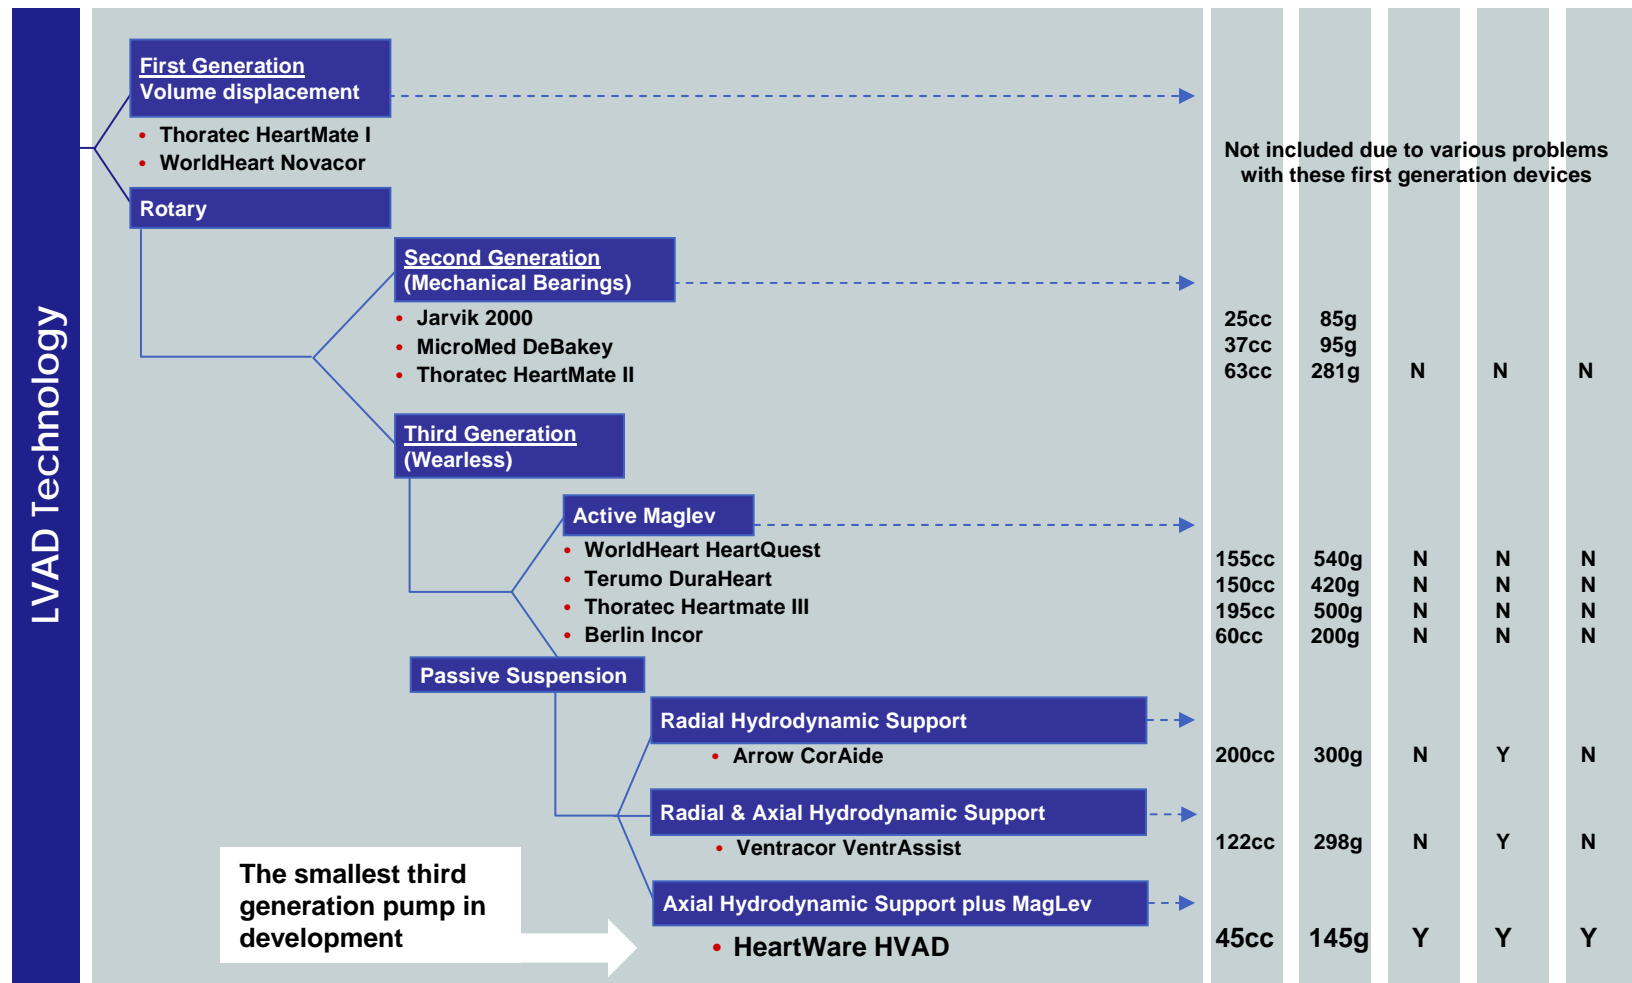 LVAD Technology
First Generation
Volume displacement
• Thoratec HeartMate I
• WorldHeart Novacor
Not included due to various problems
with these first generation devices
Rotary
Second Generation
(Mechanical Bearings)
• Jarvik 2000 25cc 85g
• MicroMed DeBakey 37cc 95g
• Thoratec HeartMate II 63cc 281g N N N
Third Generation
(Wearless)
Active Maglev
• WorldHeart HeartQuest 155cc 540g N N N
• Terumo DuraHeart 150cc 420g N N N
• Thoratec Heartmate III 195cc 500g N N N
• Berlin Incor 60cc 200g N N N
Passive Suspension
Radial Hydrodynamic Support
• Arrow CorAide 200cc 300g N Y N
Radial & Axial Hydrodynamic Support
• Ventracor VentrAssist 122cc 298g N Y N
The smallest third
generation pump in
development
Axial Hydrodynamic Support plus MagLev
• HeartWare HVAD 45cc 145g Y Y Y